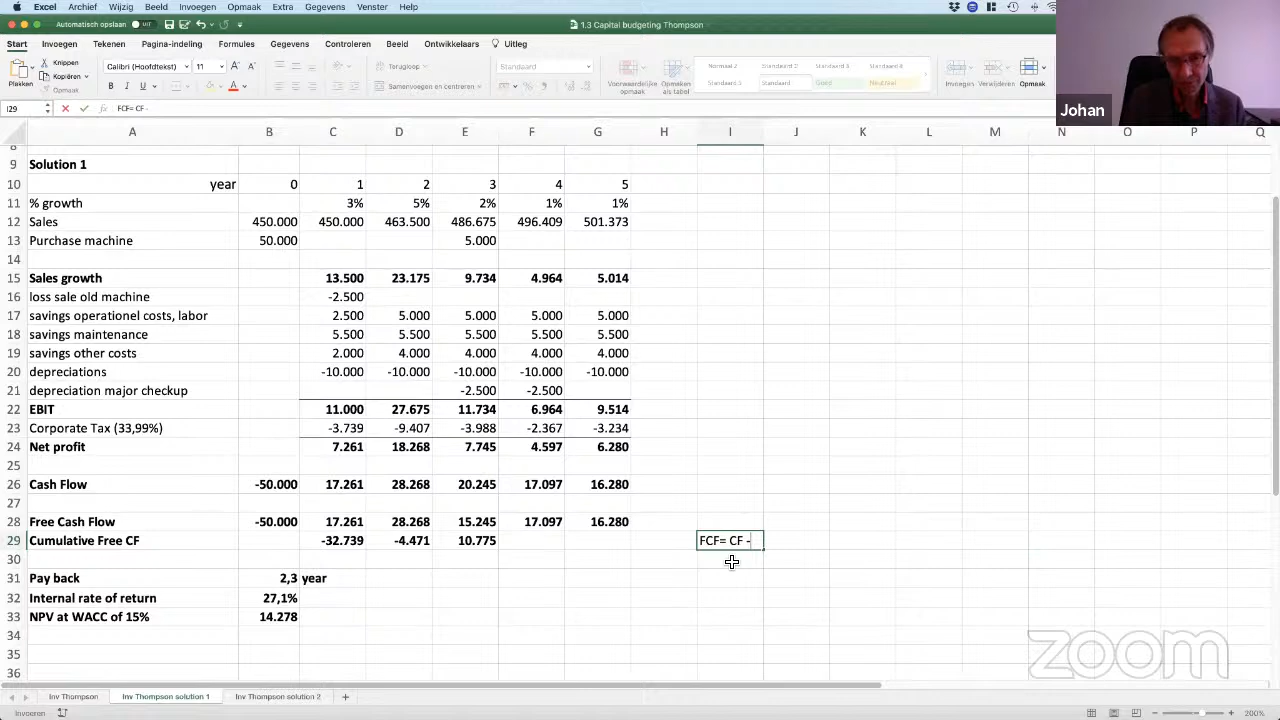 Excel Archief Bewerken Wijzig Beeld Invoegen Opmaak Extra Gegevens Venster Help
Automatisch opslaan 1.3 Capital budgeting Thompson
Start Invoegen Tekenen Pagina-indeling Formules Gegevens Controleren Beeld Ontwikkelaars Uitleg
Plakken Knippen Kopiëren Opmaak Calibri (Hoofdtekst) 11 Terugloop Samenvoegen en centreren Standaard Voorwaardelijke opmaak Opmaken als tabel Goed Neutraal Invoegen Verwijderen Opmaak
Johan
I29 fx FCF= CF -
A B C D E F G H I J K L M N O P Q
8
9 Solution 1
10 year 0 1 2 3 4 5
11 % growth 3% 5% 2% 1% 1%
12 Sales 450.000 450.000 463.500 486.675 496.409 501.373
13 Purchase machine 50.000 5.000
14
15 Sales growth 13.500 23.175 9.734 4.964 5.014
16 loss sale old machine -2.500
17 savings operationel costs, labor 2.500 5.000 5.000 5.000 5.000
18 savings maintenance 5.500 5.500 5.500 5.500 5.500
19 savings other costs 2.000 4.000 4.000 4.000 4.000
20 depreciations -10.000 -10.000 -10.000 -10.000 -10.000
21 depreciation major checkup -2.500 -2.500
22 EBIT 11.000 27.675 11.734 6.964 9.514
23 Corporate Tax (33,99%) -3.739 -9.407 -3.988 -2.367 -3.234
24 Net profit 7.261 18.268 7.745 4.597 6.280
25
26 Cash Flow -50.000 17.261 28.268 20.245 17.097 16.280
27
28 Free Cash Flow -50.000 17.261 28.268 15.245 17.097 16.280
29 Cumulative Free CF -32.739 -4.471 10.775 FCF= CF -
30
31 Pay back 2,3 year
32 Internal rate of return 27,1%
33 NPV at WACC of 15% 14.278
34
35
36
zoom
Inv Thompson Inv Thompson solution 1 Inv Thompson solution 2 +
Invoeren 200%